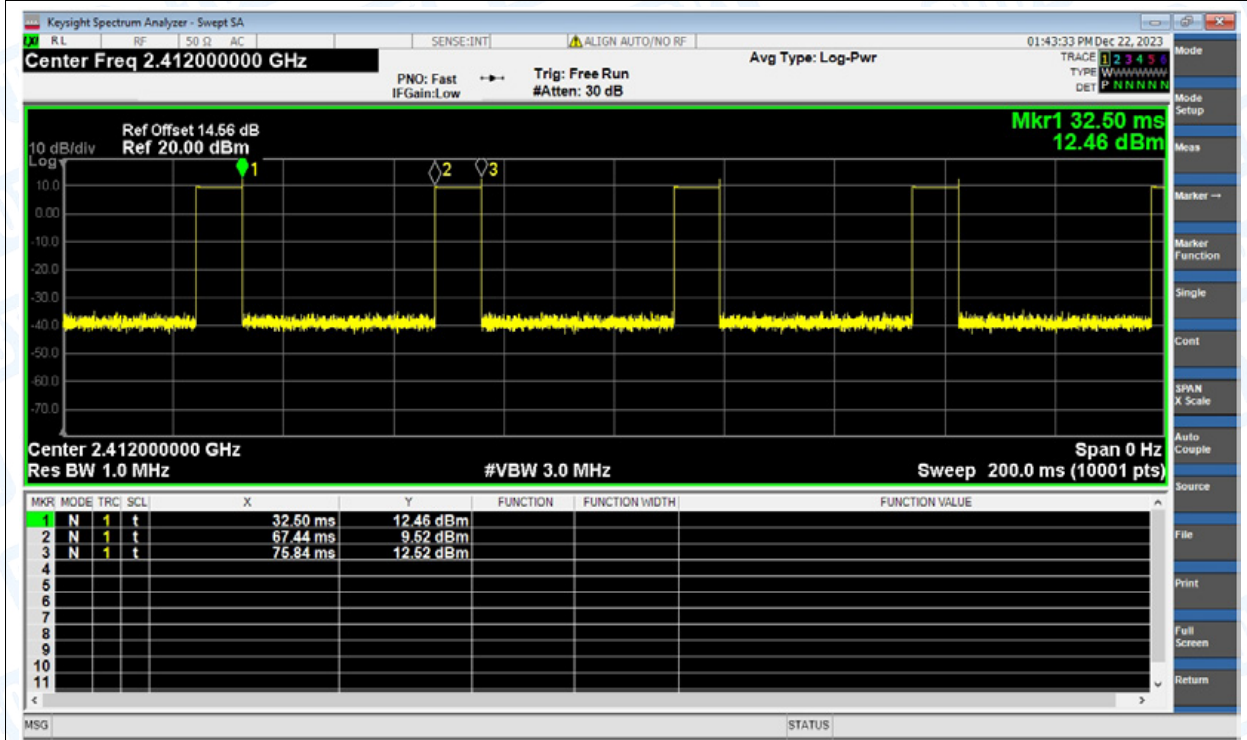 Keysight Spectrum Analyzer - Swept SA
RL RF 50 Ω AC SENSE:INT ALIGN AUTO/NO RF 01:43:33 PM Dec 22, 2023
Center Freq 2.412000000 GHz
PNO: Fast
IFGain:Low
Trig: Free Run
#Atten: 30 dB
Avg Type: Log-Pwr
TRACE 1 2 3 4 5 6
TYPE WWWWWWW
DET P N N N N N
Ref Offset 14.56 dB
10 dB/div Ref 20.00 dBm
Log
Mkr1 32.50 ms
12.46 dBm
1
2
3
10.0
0.00
-10.0
-20.0
-30.0
-40.0
-50.0
-60.0
-70.0
Center 2.412000000 GHz Span 0 Hz
Res BW 1.0 MHz #VBW 3.0 MHz Sweep 200.0 ms (10001 pts)
MKR MODE TRC SCL X Y FUNCTION FUNCTION WIDTH FUNCTION VALUE
1 N 1 t 32.50 ms 12.46 dBm
2 N 1 t 67.44 ms 9.52 dBm
3 N 1 t 75.84 ms 12.52 dBm
4
5
6
7
8
9
10
11
MSG STATUS
Mode
Mode
Setup
Meas
Marker →
Marker
Function
Single
Cont
SPAN
X Scale
Auto
Couple
Source
File
Print
Full
Screen
Return